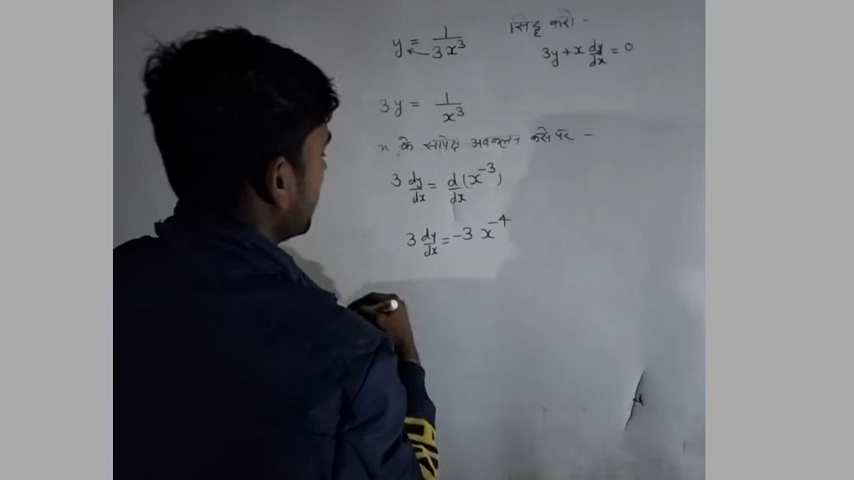 y = 1/3x³
सिद्ध करो -
3y + x dy/dx = 0
3y = 1/x³
x के सापेक्ष अवकलन करने पर -
3 dy/dx = d/dx (x⁻³)
3 dy/dx = -3 x⁻⁴